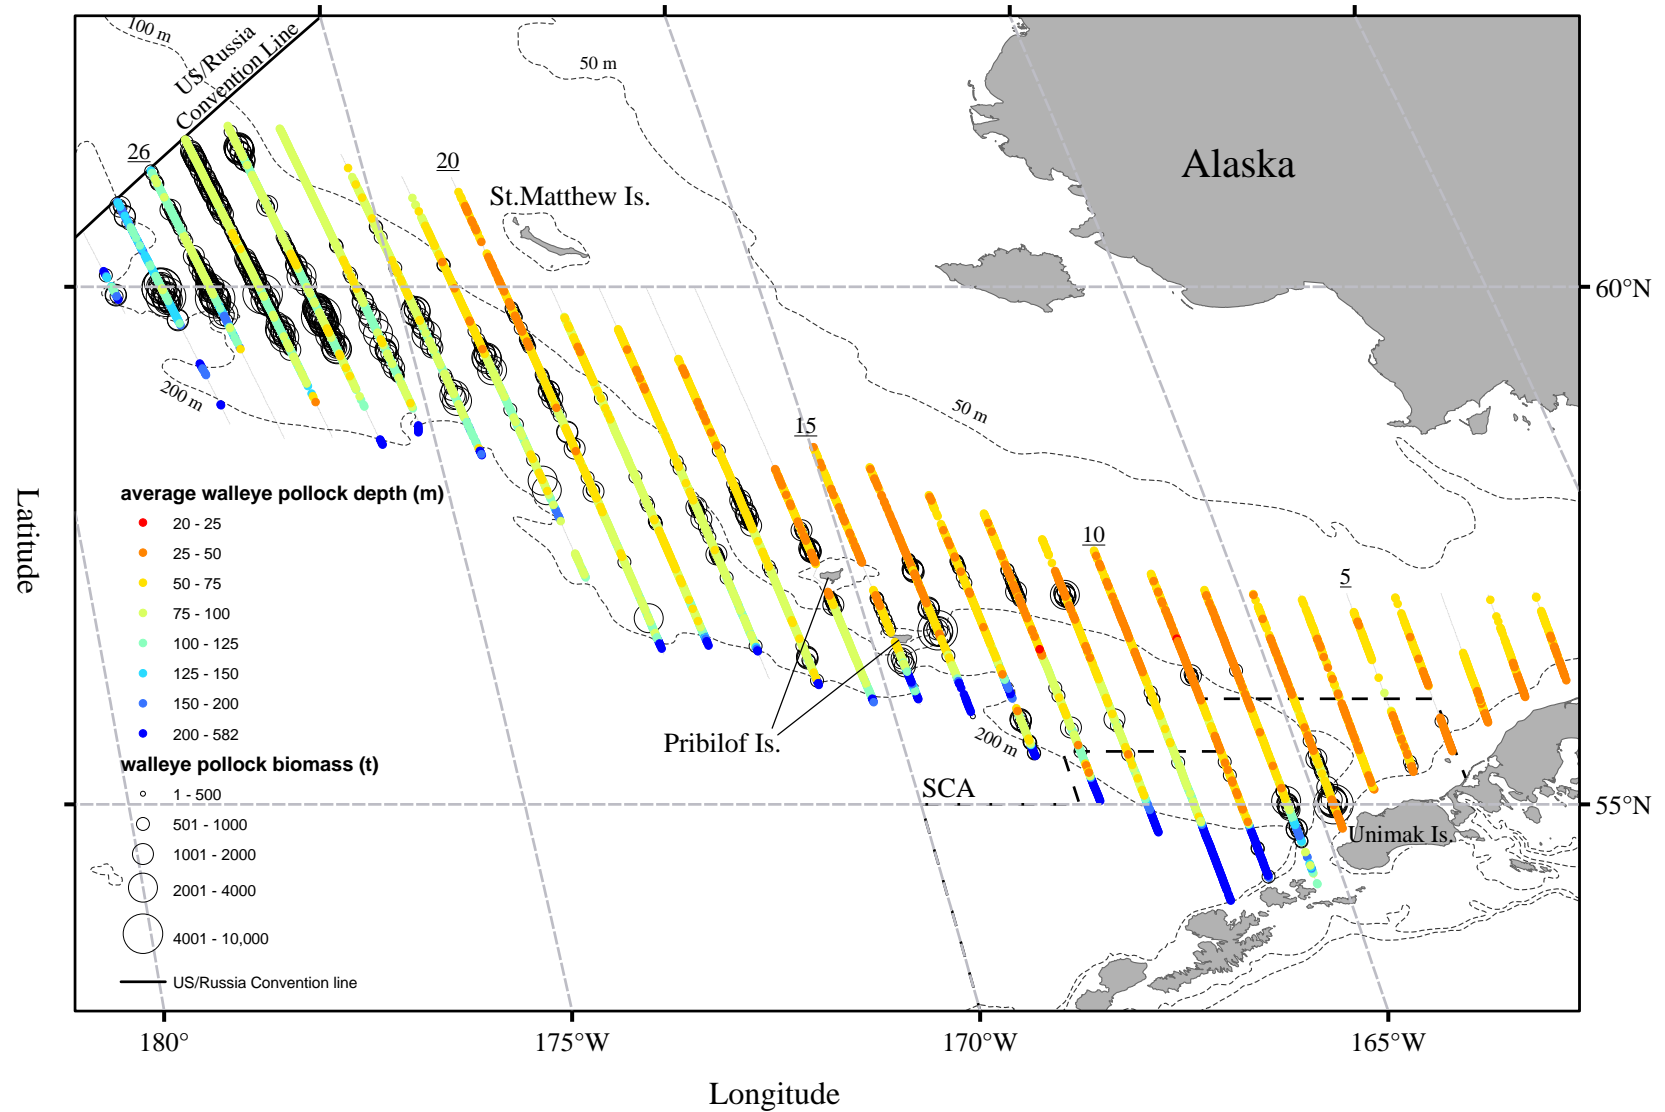 100 m
US/Russia
Convention Line
50 m
26
20
St.Matthew Is.
Alaska
60°N
200 m
50 m
15
10
5
average walleye pollock depth (m)
20 - 25
25 - 50
50 - 75
75 - 100
100 - 125
125 - 150
150 - 200
200 - 582
walleye pollock biomass (t)
1 - 500
501 - 1000
1001 - 2000
2001 - 4000
4001 - 10,000
US/Russia Convention line
Latitude
Pribilof Is.
200 m
SCA
55°N
Unimak Is.
180°
175°W
170°W
165°W
Longitude